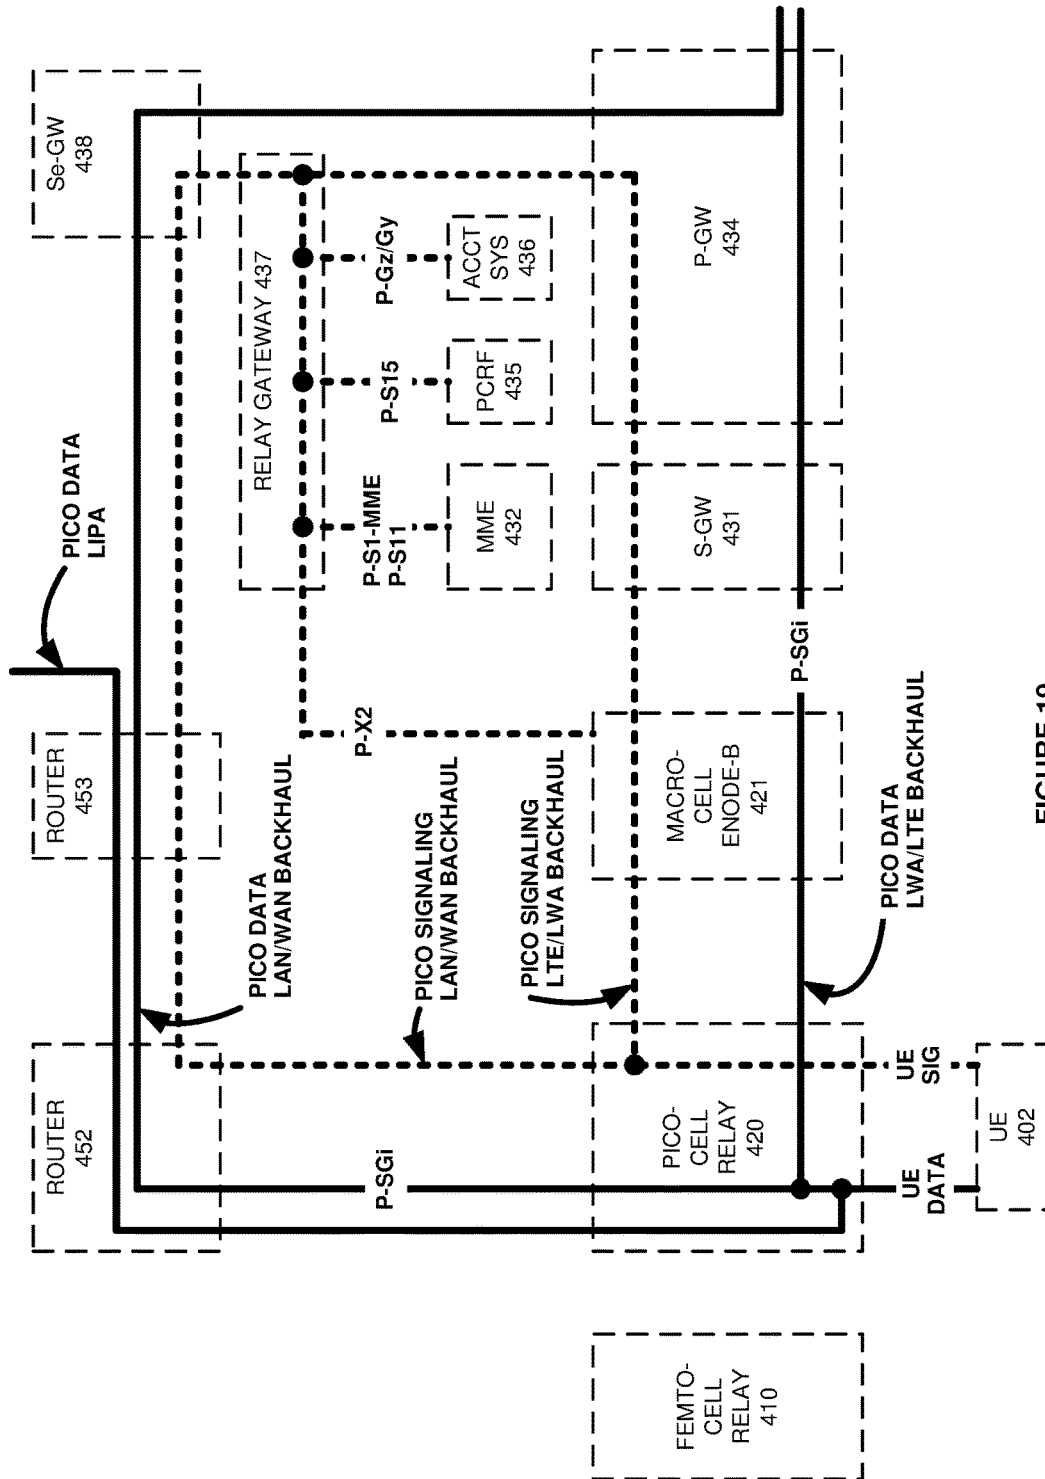 ROUTER
452
ROUTER
453
PICO DATA
LIPA
Se-GW
438
PICO DATA
LAN/WAN BACKHAUL
RELAY GATEWAY 437
P-SGi
P-X2
P-S1-MME
P-S11
P-S15
P-Gz/Gy
PICO SIGNALING
LAN/WAN BACKHAUL
MME
432
PCRF
435
ACCT
SYS
436
PICO SIGNALING
LTE/LWA BACKHAUL
FEMTO-
CELL
RELAY
410
PICO-
CELL
RELAY
420
MACRO-
CELL
ENODE-B
421
S-GW
431
P-GW
434
P-SGi
UE
DATA
UE
SIG
PICO DATA
LWA/LTE BACKHAUL
UE
402
FIGURE